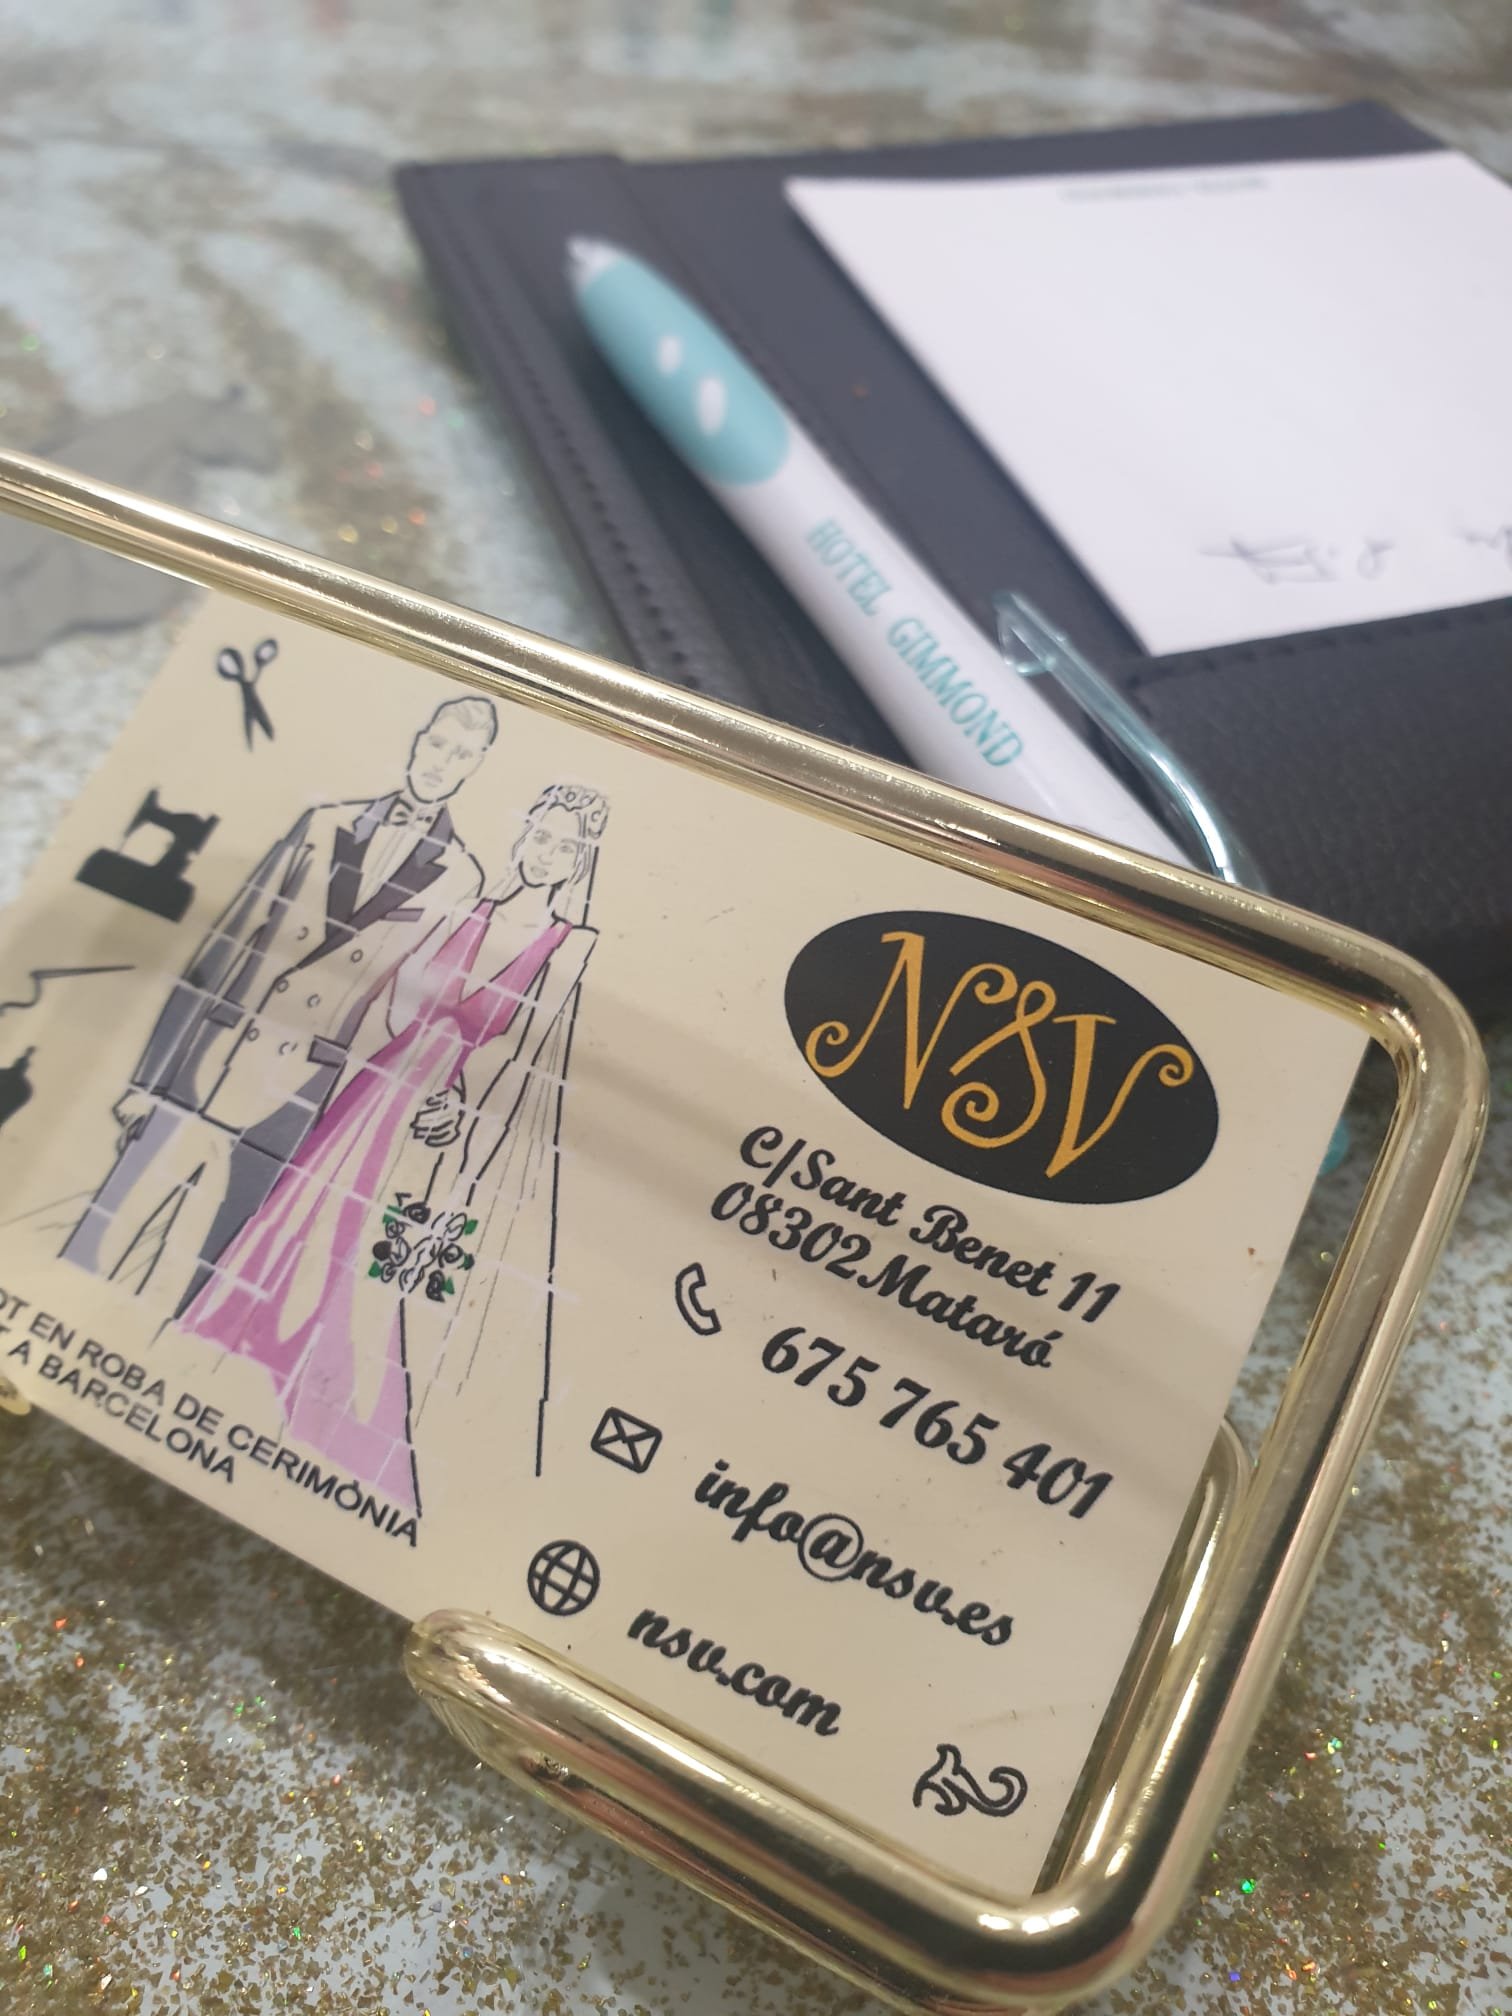 HOTEL GIMMOND
NSV
C/Sant Benet 11
08302 Mataró
675 765 401
info@nsv.es
nsv.com
EN ROBA DE CERIMÒNIA
A BARCELONA